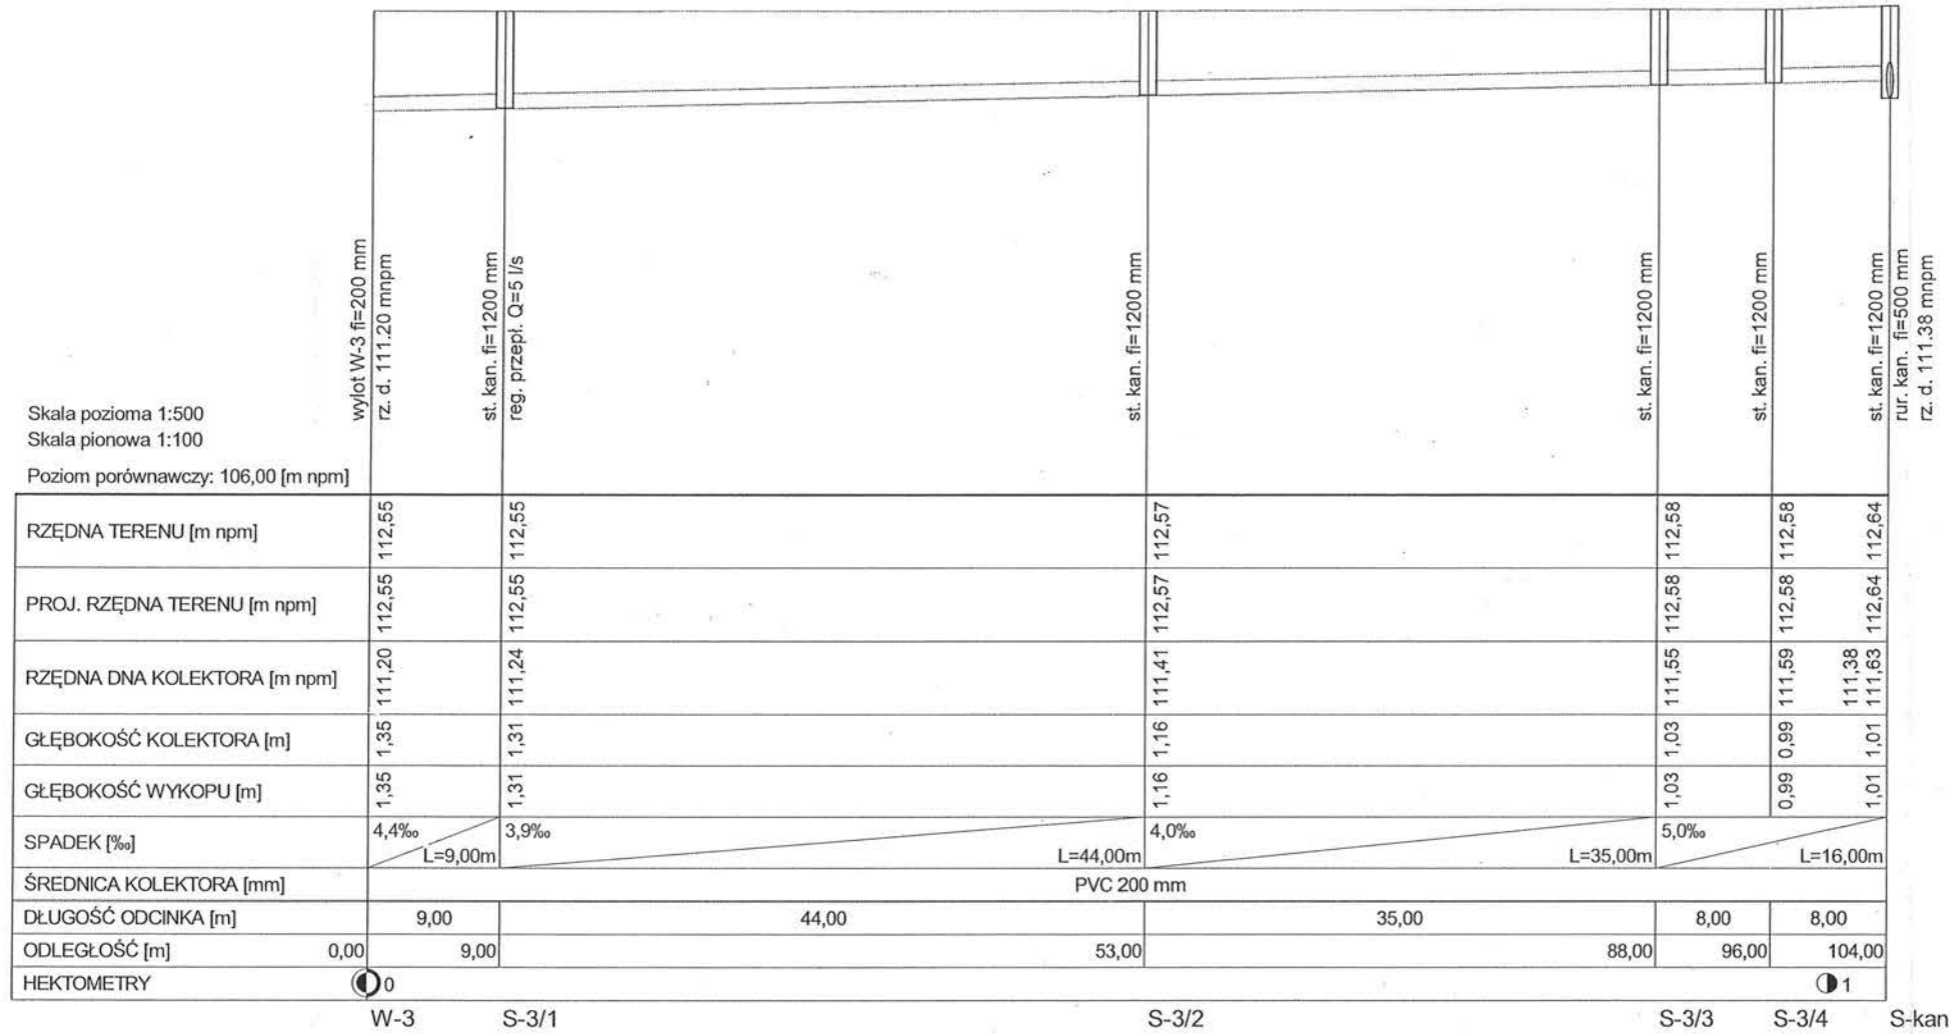 wylot W-3 fi=200 mm
rz. d. 111.20 mnpm
st. kan. fi=1200 mm
reg. przepł. Q=5 l/s
st. kan. fi=1200 mm
st. kan. fi=1200 mm
st. kan. fi=1200 mm
st. kan. fi=1200 mm
rur. kan. fi=500 mm
rz. d. 111.38 mnpm
Skala pozioma 1:500
Skala pionowa 1:100
Poziom porównawczy: 106,00 [m npm]
RZĘDNA TERENU [m npm] 112,55 112,55 112,57 112,58 112,58 112,64
PROJ. RZĘDNA TERENU [m npm] 112,55 112,55 112,57 112,58 112,58 112,64
RZĘDNA DNA KOLEKTORA [m npm] 111,20 111,24 111,41 111,55 111,59 111,38 111,63
GŁĘBOKOŚĆ KOLEKTORA [m] 1,35 1,31 1,16 1,03 0,99 1,01
GŁĘBOKOŚĆ WYKOPU [m] 1,35 1,31 1,16 1,03 0,99 1,01
SPADEK [‰] 4,4‰ L=9,00m 3,9‰ L=44,00m 4,0‰ L=35,00m 5,0‰ L=16,00m
ŚREDNICA KOLEKTORA [mm] PVC 200 mm
DŁUGOŚĆ ODCINKA [m] 9,00 44,00 35,00 8,00 8,00
ODLEGŁOŚĆ [m] 0,00 9,00 53,00 88,00 96,00 104,00
HEKTOMETRY 0 1
W-3 S-3/1 S-3/2 S-3/3 S-3/4 S-kan